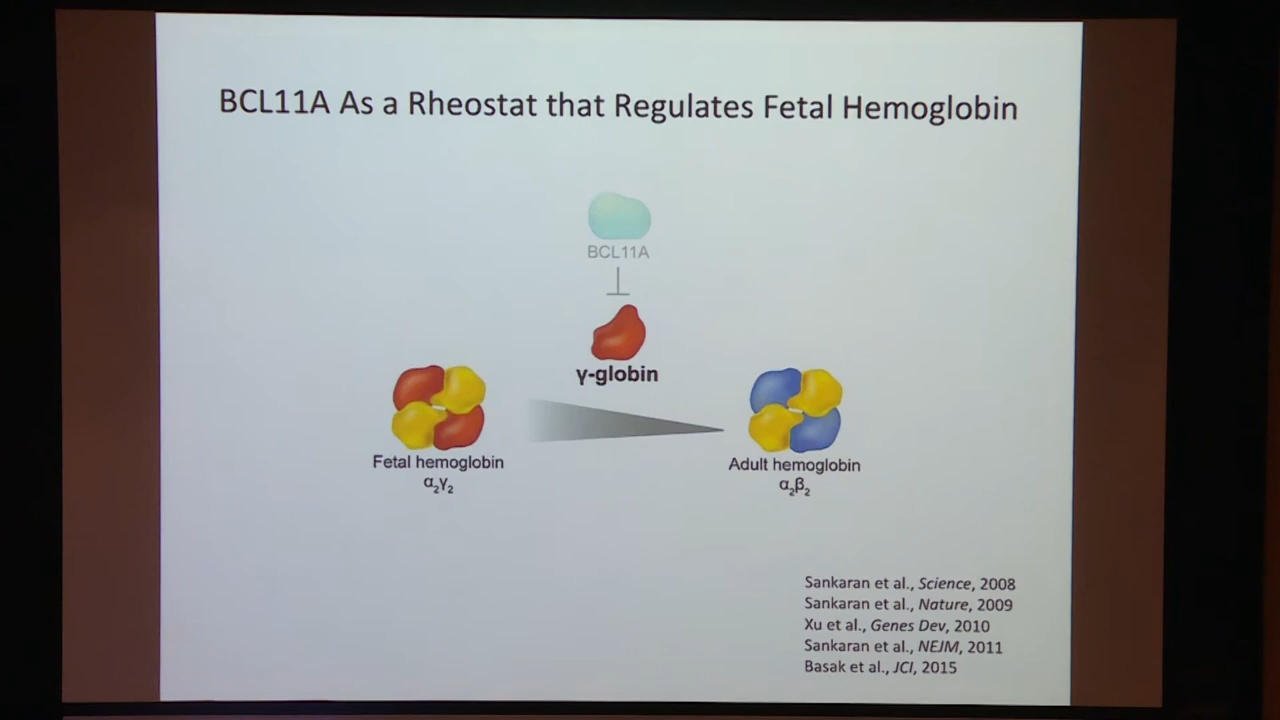 BCL11A As a Rheostat that Regulates Fetal Hemoglobin
BCL11A
γ-globin
Fetal hemoglobin
α₂γ₂
Adult hemoglobin
α₂β₂
Sankaran et al., Science, 2008
Sankaran et al., Nature, 2009
Xu et al., Genes Dev, 2010
Sankaran et al., NEJM, 2011
Basak et al., JCI, 2015